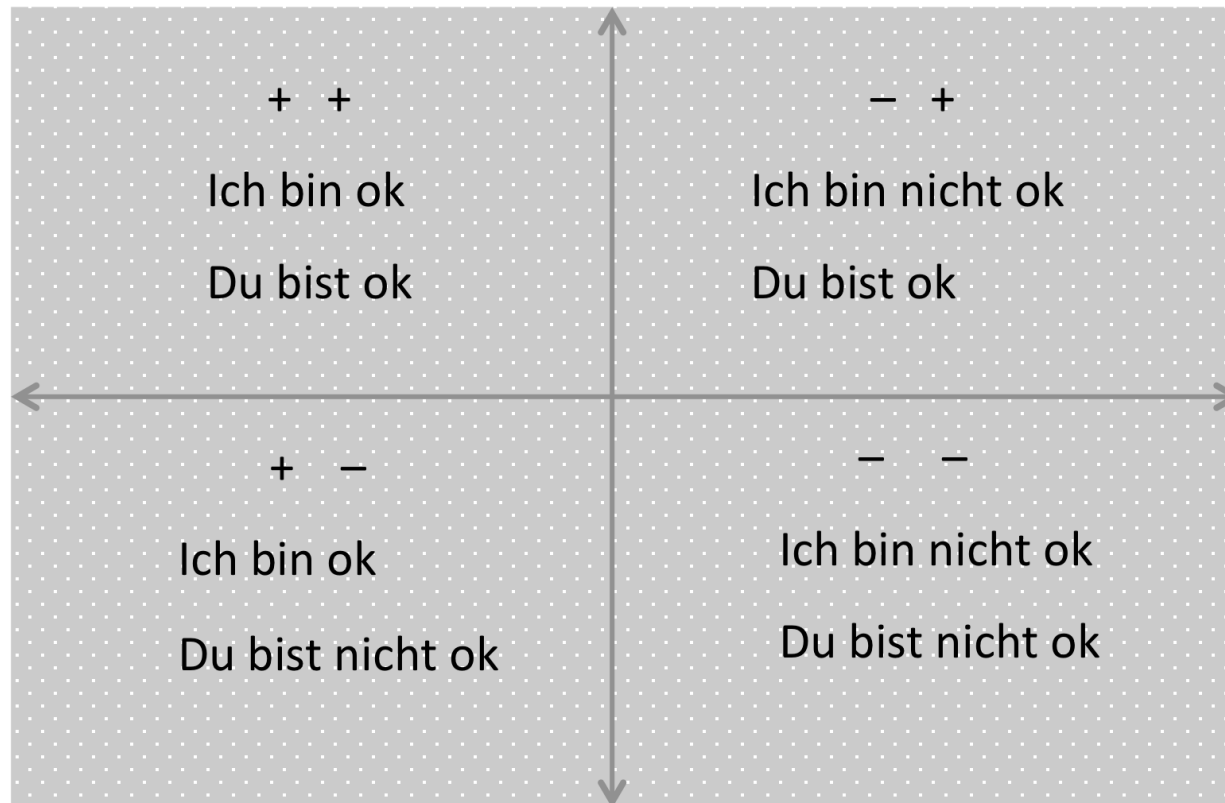 + +
Ich bin ok
Du bist ok
– +
Ich bin nicht ok
Du bist ok
+ –
Ich bin ok
Du bist nicht ok
– –
Ich bin nicht ok
Du bist nicht ok